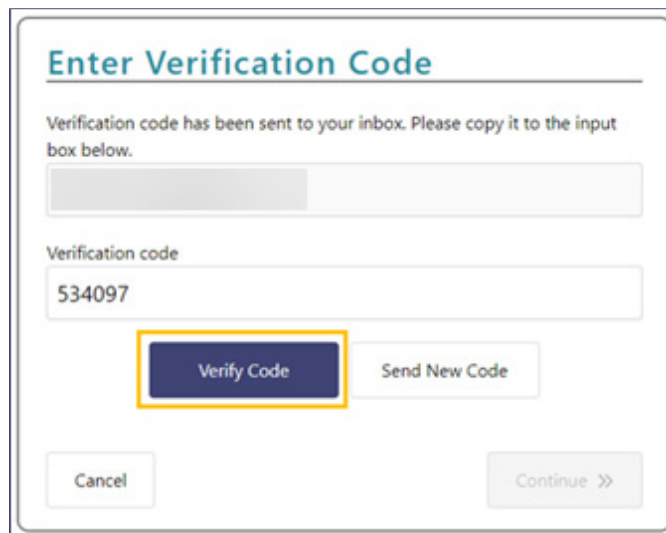 Enter Verification Code
Verification code has been sent to your inbox. Please copy it to the input
box below.
Verification code
534097
Verify Code
Send New Code
Cancel
Continue »